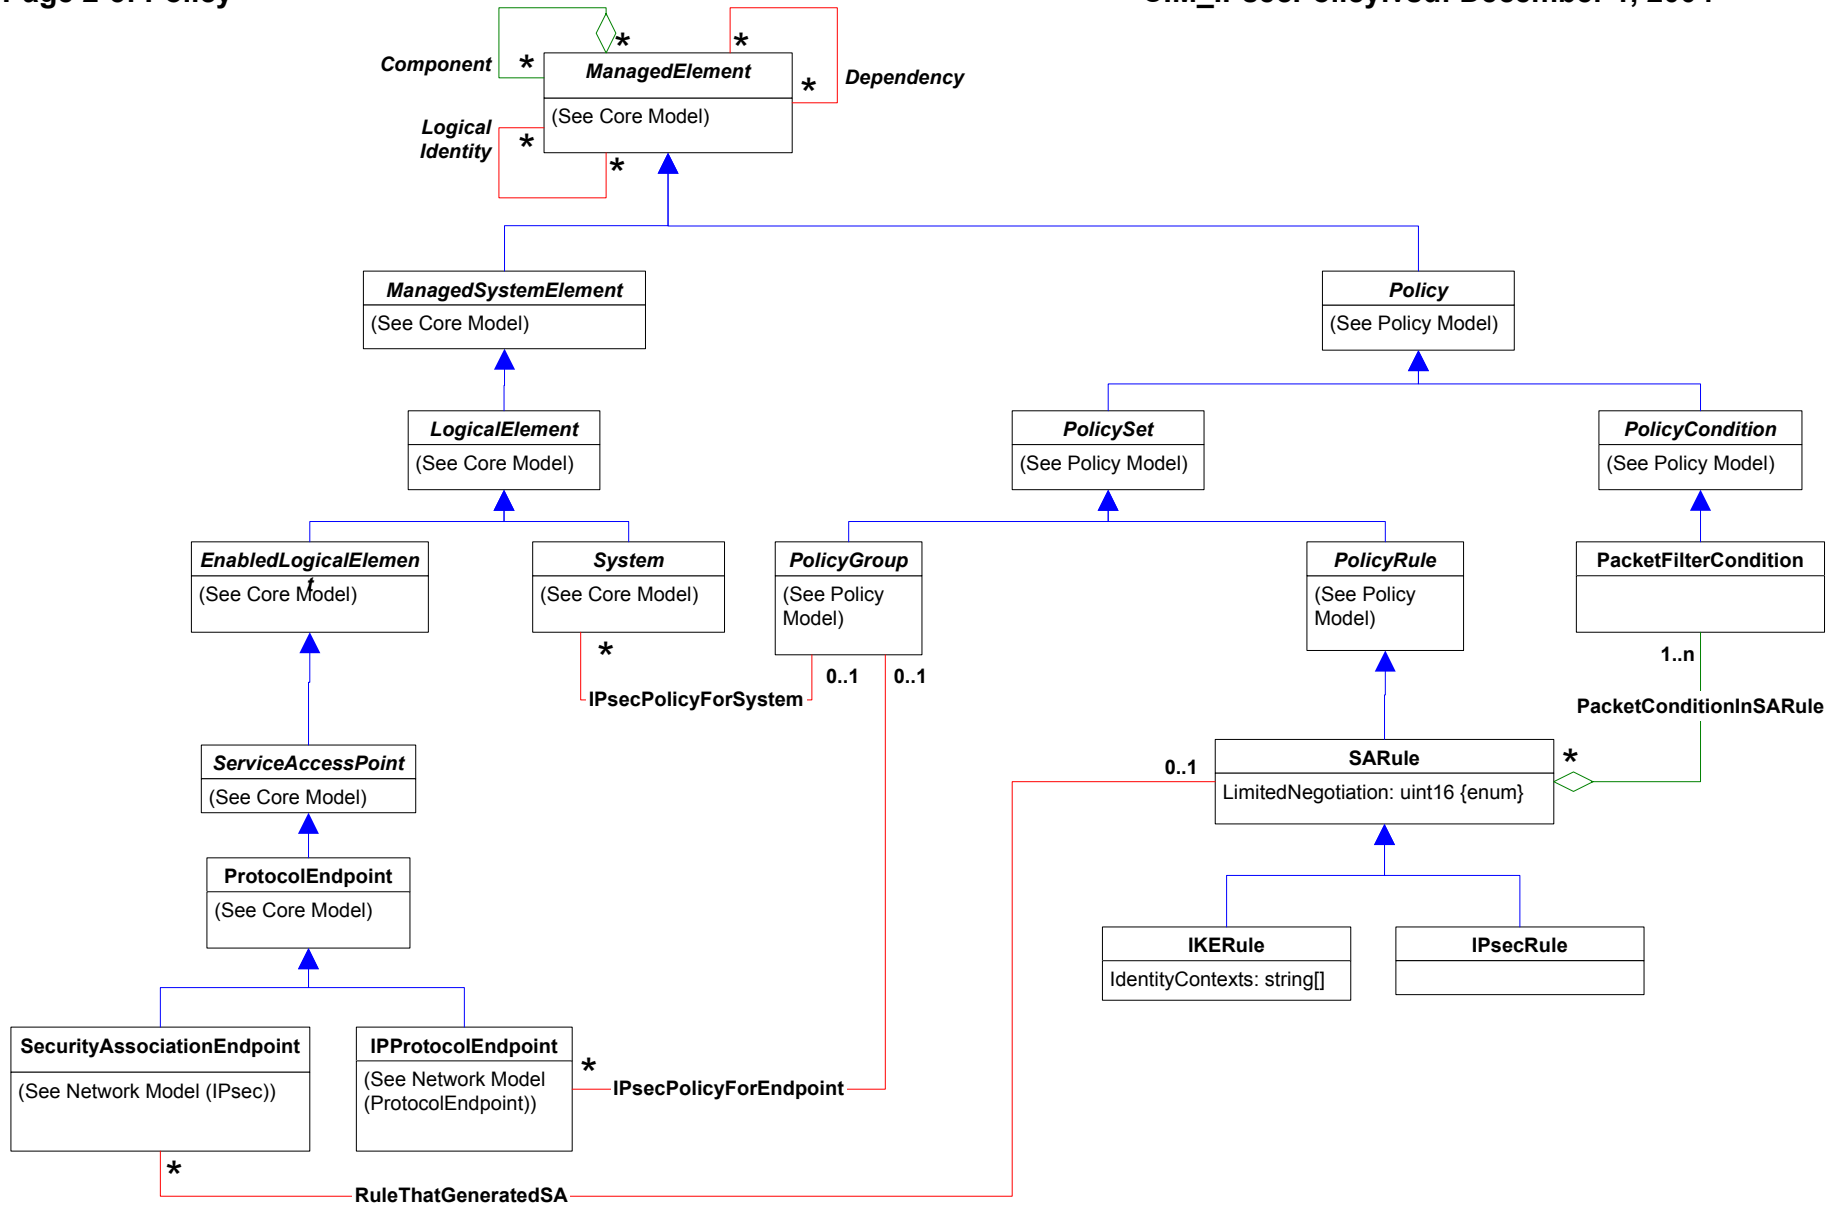 Component
*
*
*
*
ManagedElement
Dependency
(See Core Model)
Logical
Identity
*
*
ManagedSystemElement
(See Core Model)
Policy
(See Policy Model)
LogicalElement
(See Core Model)
PolicySet
(See Policy Model)
PolicyCondition
(See Policy Model)
EnabledLogicalElemen
t
(See Core Model)
System
(See Core Model)
PolicyGroup
(See Policy
Model)
PolicyRule
(See Policy
Model)
PacketFilterCondition
*
0..1
0..1
IPsecPolicyForSystem
1..n
PacketConditionInSARule
ServiceAccessPoint
(See Core Model)
0..1
SARule
LimitedNegotiation: uint16 {enum}
*
ProtocolEndpoint
(See Core Model)
IKERule
IdentityContexts: string[]
IPsecRule
SecurityAssociationEndpoint
(See Network Model (IPsec))
IPProtocolEndpoint
(See Network Model
(ProtocolEndpoint))
*
IPsecPolicyForEndpoint
*
RuleThatGeneratedSA